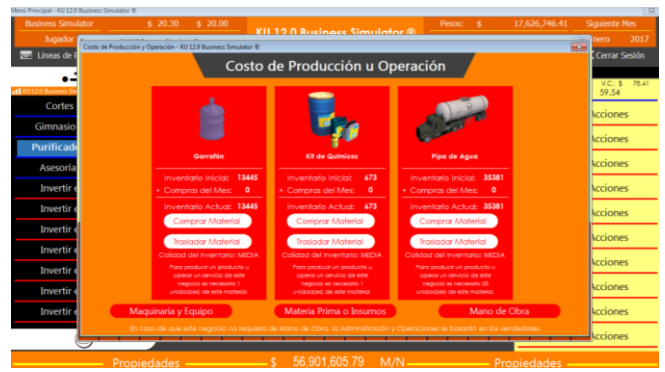 Menú Principal - KU 12.0 Business Simulator ®
Business Simulator $ 20.30 $ 20.00 KU 12.0 Business Simulator ® Pesos: $ 17,626,746.41 Siguiente Mes
Jugador nero 2017
Costo de Producción y Operación - KU 12.0 Business Simulator ®
Líneas de Cerrar Sesión
Costo de Producción u Operación
V.C.: $ 78.41
59.54
Cortes
Gimnasio
Purificad
Asesoría
Invertir e
Invertir e
Invertir e
Invertir e
Invertir e
Invertir e
Invertir e
Invertir e
Acciones
Acciones
Acciones
Acciones
Acciones
Acciones
Acciones
Acciones
Acciones
Acciones
Garrafón
Inventario Inicial: 13445
+ Compras del Mes: 0
Inventario Actual: 13445
Comprar Material
Trasladar Material
Calidad del Inventario: MEDIA
Para producir un producto u
operar un servicio de este
negocio es necesario 1
unidad(es) de este material.
Kit de Químicos
Inventario Inicial: 673
+ Compras del Mes: 0
Inventario Actual: 673
Comprar Material
Trasladar Material
Calidad del Inventario: MEDIA
Para producir un producto u
operar un servicio de este
negocio es necesario 1
unidad(es) de este material.
Pipa de Agua
Inventario Inicial: 35381
+ Compras del Mes: 0
Inventario Actual: 35381
Comprar Material
Trasladar Material
Calidad del Inventario: MEDIA
Para producir un producto u
operar un servicio de este
negocio es necesario 20
unidad(es) de este material.
Maquinaria y Equipo Materia Prima o Insumos Mano de Obra
En caso de que este negocio no requiera de Mano de Obra, la Administración y Operaciones se basarán en los vendedores.
Propiedades $ 56,901,605.79 M/N Propiedades